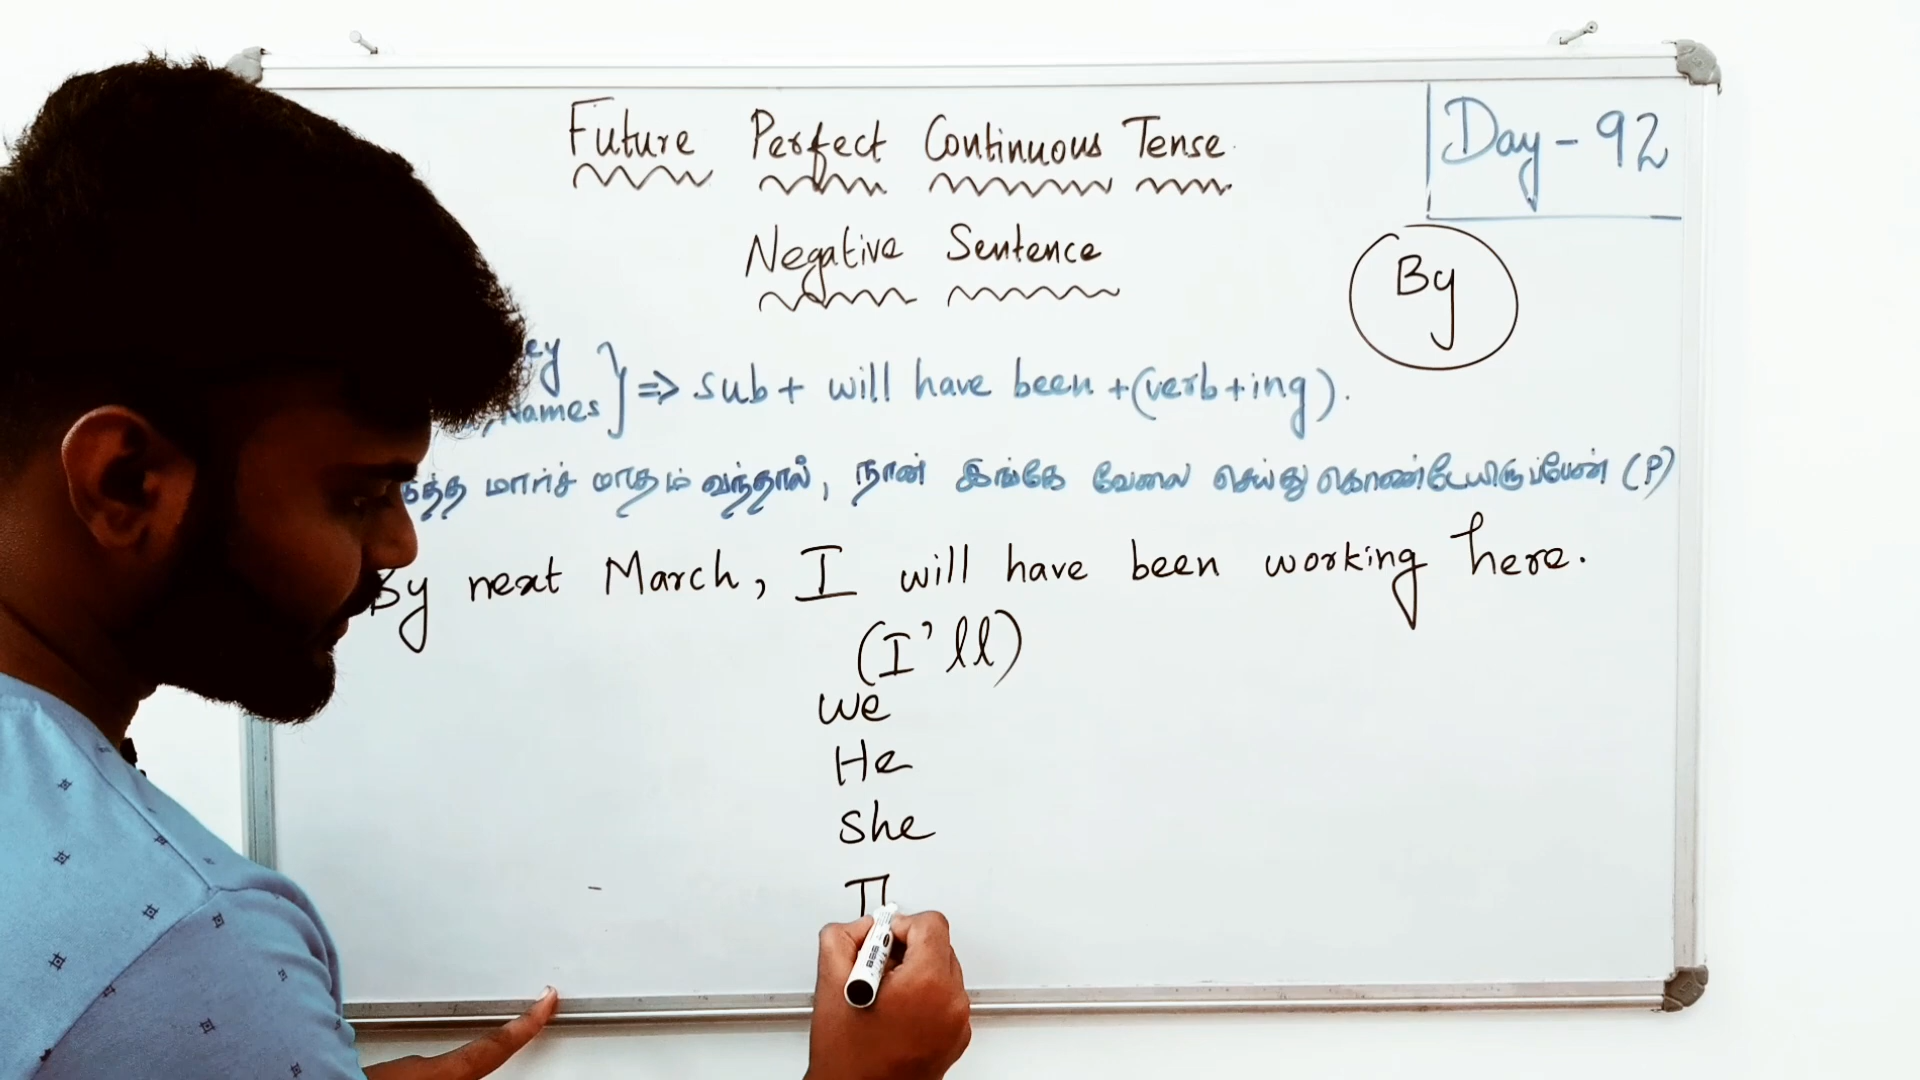 Future Perfect Continuous Tense.
Day - 92
Negative Sentence
By
Names } => sub + will have been + (verb+ing).
மார்ச் மாதம் வந்தால், நான் இங்கே வேலை செய்து கொண்டேயிருப்பேன் (P)
By next March, I will have been working here.
(I'll)
We
He
She